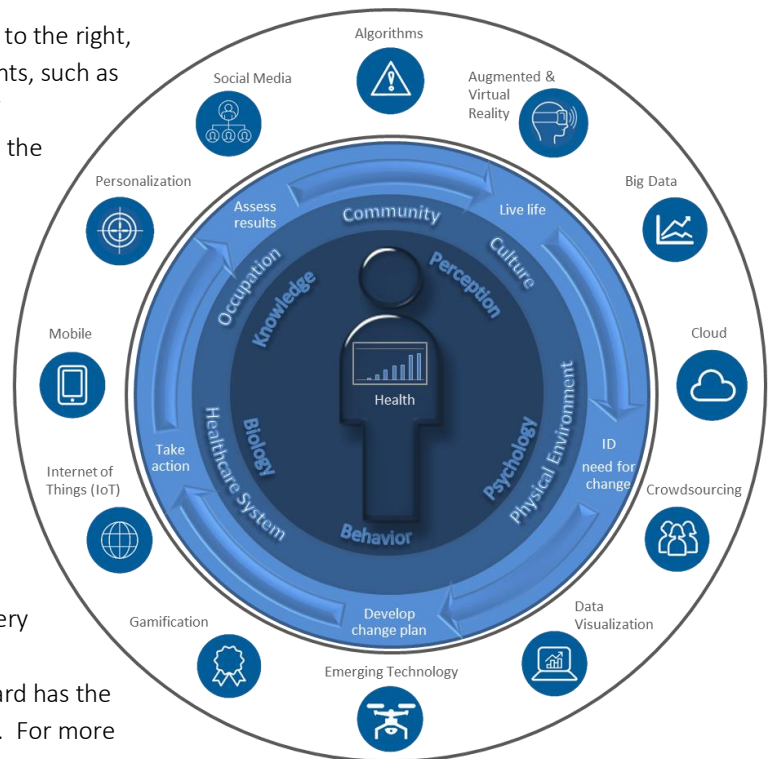 to the right,
nts, such as
the
Algorithms
Social Media
Augmented &
Virtual
Reality
Personalization
Big Data
Assess
results
Live life
Community
Culture
Occupation
Knowledge
Perception
Mobile
Cloud
Health
Physical Environment
Healthcare System
Biology
Psychology
Take
action
ID
need for
change
Internet of
Things (IoT)
Crowdsourcing
Behavior
Develop
change plan
Gamification
Data
Visualization
ery
Emerging Technology
ard has the
. For more